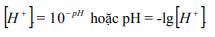 [H⁺] = 10⁻ᵖᴴ hoặc pH = -lg[H⁺]